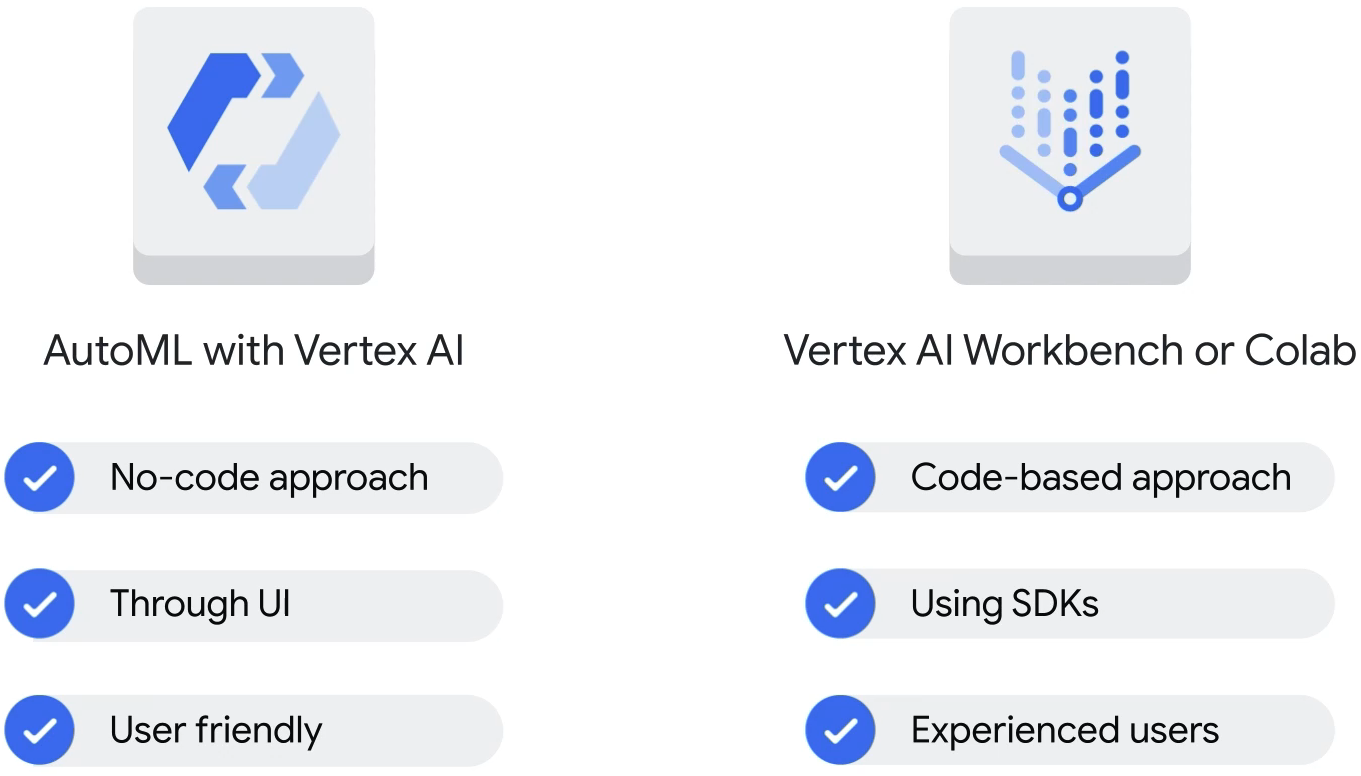 AutoML with Vertex AI
No-code approach
Through UI
User friendly
Vertex AI Workbench or Colab
Code-based approach
Using SDKs
Experienced users